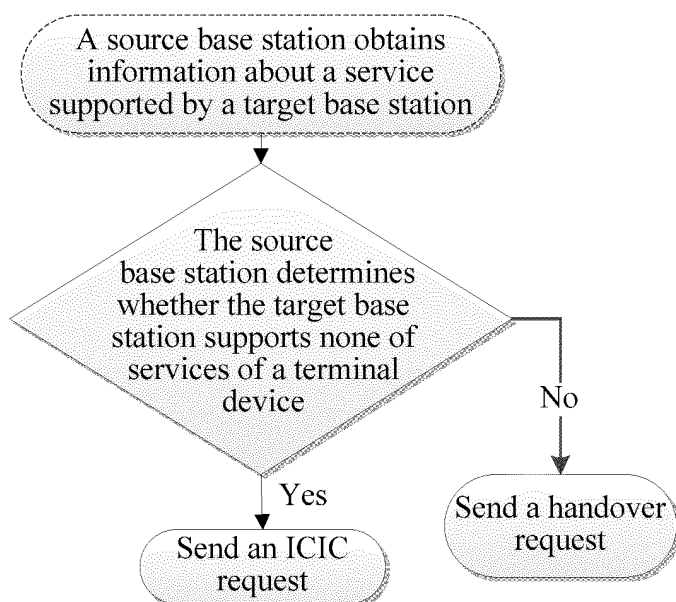 A source base station obtains
information about a service
supported by a target base station
The source
base station determines
whether the target base
station supports none of
services of a terminal
device
No
Yes
Send a handover
request
Send an ICIC
request